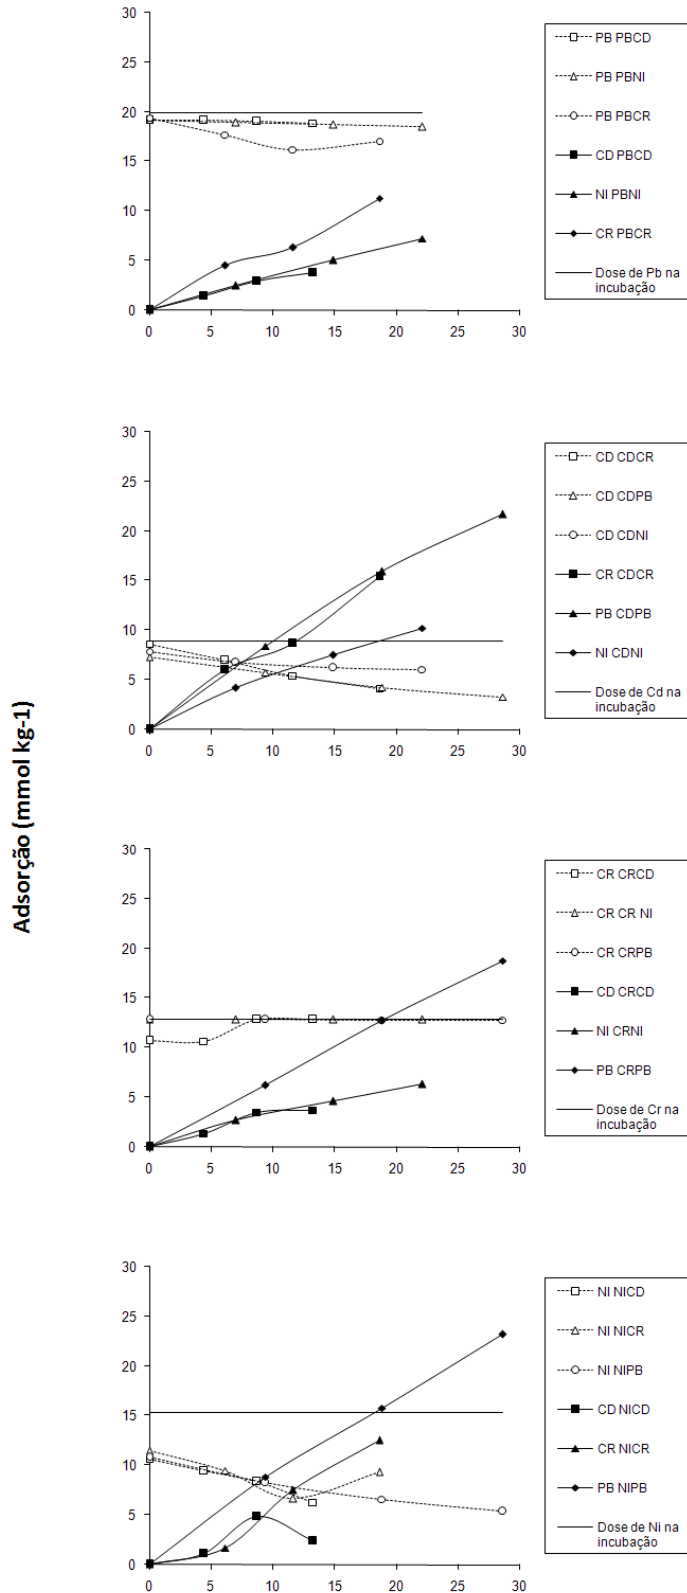 30
25
20
15
10
5
0
0 5 10 15 20 25 30
PB PBCD
PB PBNI
PB PBCR
CD PBCD
NI PBNI
CR PBCR
Dose de Pb na
incubação
30
25
20
15
10
5
0
0 5 10 15 20 25 30
CD CDCR
CD CDPB
CD CDNI
CR CDCR
PB CDPB
NI CDNI
Dose de Cd na
incubação
Adsorção (mmol kg-1)
30
25
20
15
10
5
0
0 5 10 15 20 25 30
CR CRCD
CR CR NI
CR CRPB
CD CRCD
NI CRNI
PB CRPB
Dose de Cr na
incubação
30
25
20
15
10
5
0
0 5 10 15 20 25 30
NI NICD
NI NICR
NI NIPB
CD NICD
CR NICR
PB NIPB
Dose de Ni na
incubação